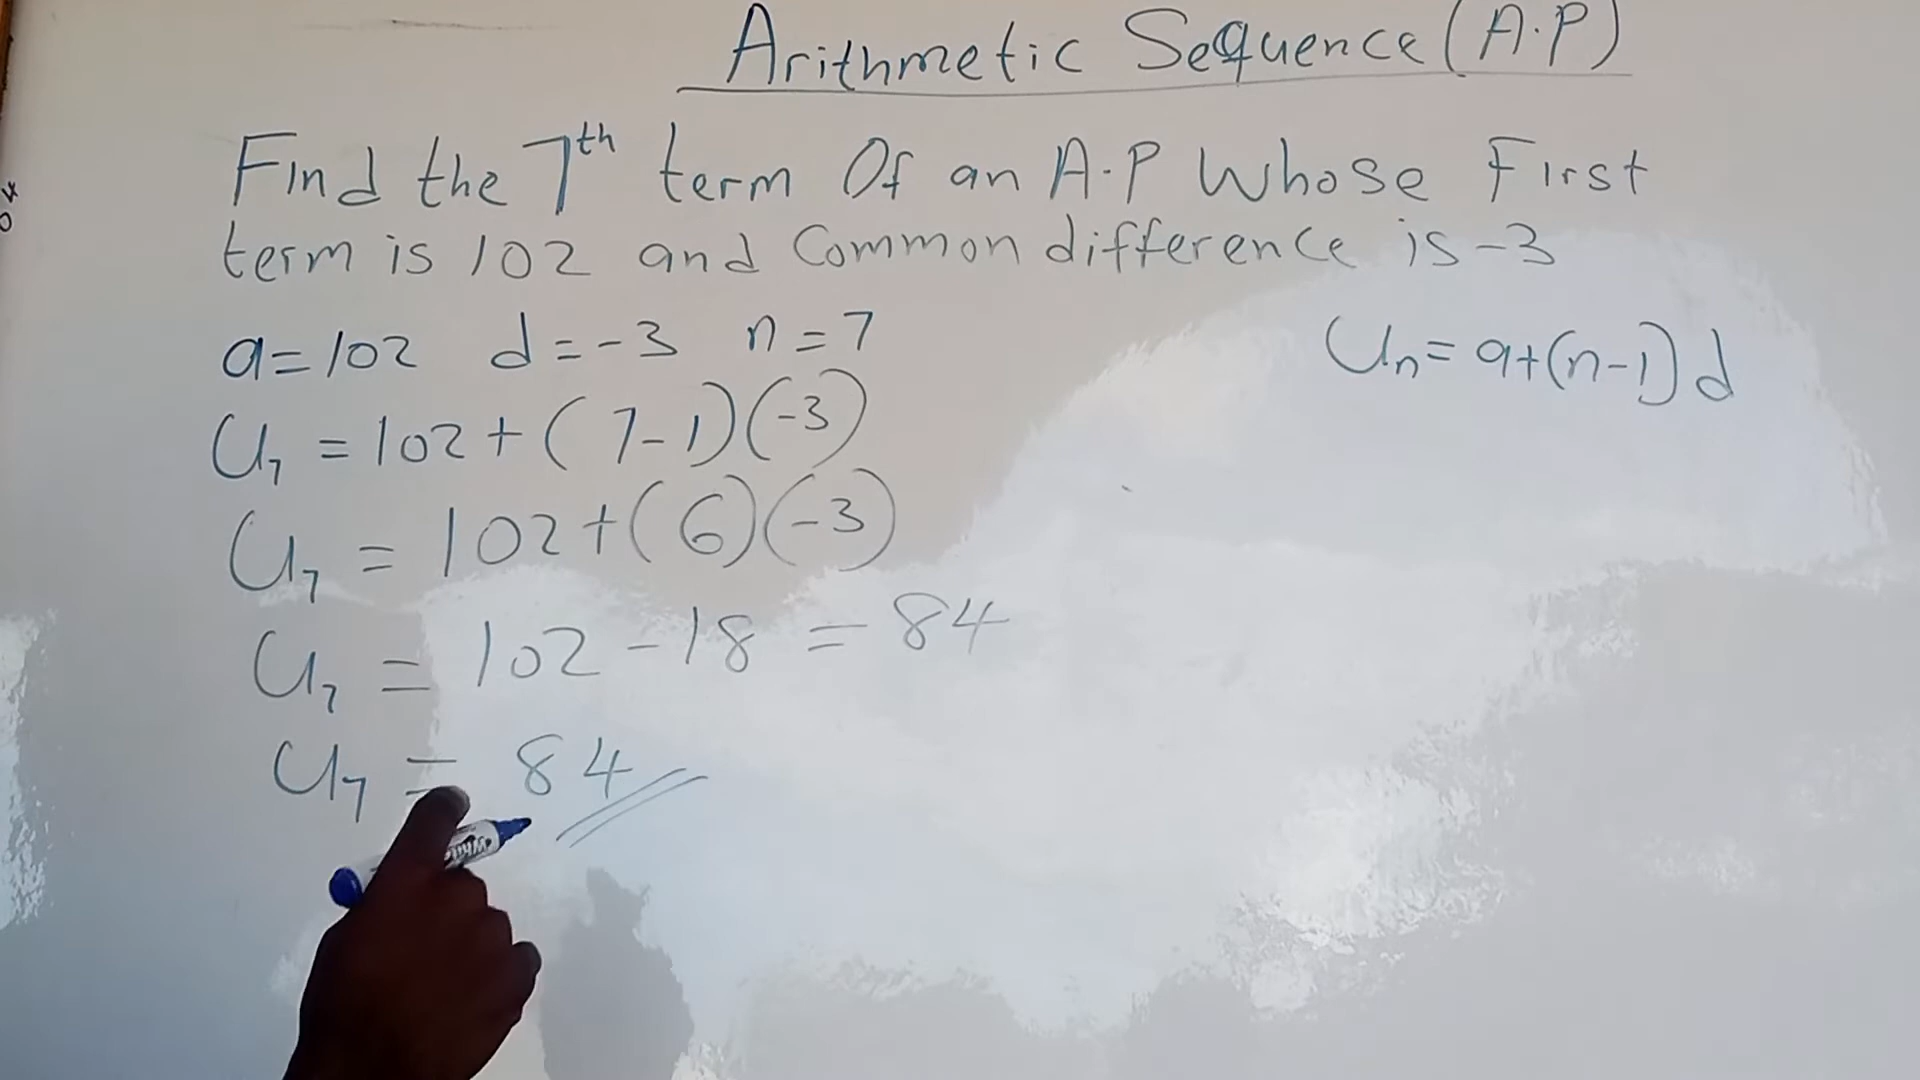 Arithmetic Sequence (A.P)
Find the 7th term Of an A.P Whose First
term is 102 and Common difference is -3
a=102 d=-3 n=7
Un=a+(n-1)d
U7=102+(7-1)(-3)
U7=102+(6)(-3)
U7=102-18=84
U7=84